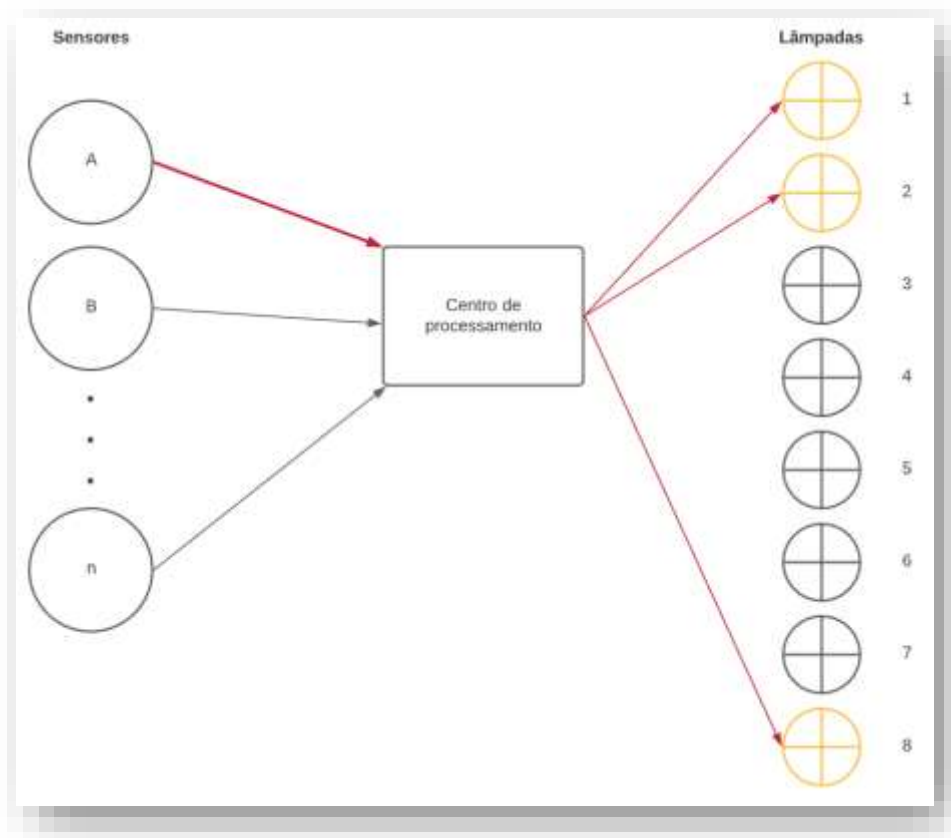 Sensores
Lâmpadas
A
B
n
Centro de
processamento
1
2
3
4
5
6
7
8